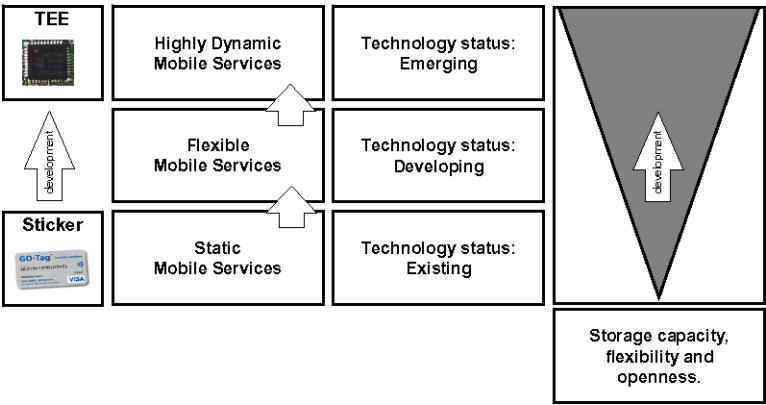 TEE
Highly Dynamic
Mobile Services
Technology status:
Emerging
development
Flexible
Mobile Services
Technology status:
Developing
development
Sticker
GO-Tag
VISA
Static
Mobile Services
Technology status:
Existing
Storage capacity,
flexibility and
openness.